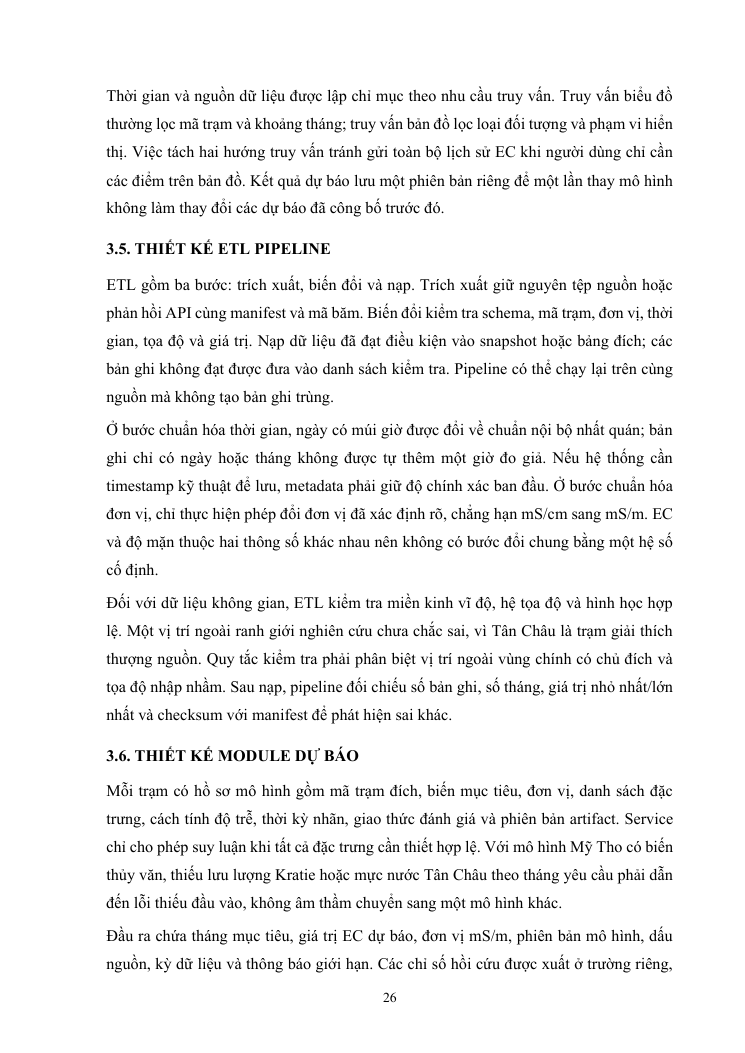 Thời gian và nguồn dữ liệu được lập chỉ mục theo nhu cầu truy vấn. Truy vấn biểu đồ
thường lọc mã trạm và khoảng tháng; truy vấn bản đồ lọc loại đối tượng và phạm vi hiển
thị. Việc tách hai hướng truy vấn tránh gửi toàn bộ lịch sử EC khi người dùng chỉ cần
các điểm trên bản đồ. Kết quả dự báo lưu một phiên bản riêng để một lần thay mô hình
không làm thay đổi các dự báo đã công bố trước đó.
3.5. THIẾT KẾ ETL PIPELINE
ETL gồm ba bước: trích xuất, biến đổi và nạp. Trích xuất giữ nguyên tệp nguồn hoặc
phản hồi API cùng manifest và mã băm. Biến đổi kiểm tra schema, mã trạm, đơn vị, thời
gian, tọa độ và giá trị. Nạp dữ liệu đã đạt điều kiện vào snapshot hoặc bảng đích; các
bản ghi không đạt được đưa vào danh sách kiểm tra. Pipeline có thể chạy lại trên cùng
nguồn mà không tạo bản ghi trùng.
Ở bước chuẩn hóa thời gian, ngày có múi giờ được đổi về chuẩn nội bộ nhất quán; bản
ghi chỉ có ngày hoặc tháng không được tự thêm một giờ đo giả. Nếu hệ thống cần
timestamp kỹ thuật để lưu, metadata phải giữ độ chính xác ban đầu. Ở bước chuẩn hóa
đơn vị, chỉ thực hiện phép đổi đơn vị đã xác định rõ, chẳng hạn mS/cm sang mS/m. EC
và độ mặn thuộc hai thông số khác nhau nên không có bước đổi chung bằng một hệ số
cố định.
Đối với dữ liệu không gian, ETL kiểm tra miền kinh vĩ độ, hệ tọa độ và hình học hợp
lệ. Một vị trí ngoài ranh giới nghiên cứu chưa chắc sai, vì Tân Châu là trạm giải thích
thượng nguồn. Quy tắc kiểm tra phải phân biệt vị trí ngoài vùng chính có chủ đích và
tọa độ nhập nhầm. Sau nạp, pipeline đối chiếu số bản ghi, số tháng, giá trị nhỏ nhất/lớn
nhất và checksum với manifest để phát hiện sai khác.
3.6. THIẾT KẾ MODULE DỰ BÁO
Mỗi trạm có hồ sơ mô hình gồm mã trạm đích, biến mục tiêu, đơn vị, danh sách đặc
trưng, cách tính độ trễ, thời kỳ nhãn, giao thức đánh giá và phiên bản artifact. Service
chỉ cho phép suy luận khi tất cả đặc trưng cần thiết hợp lệ. Với mô hình Mỹ Tho có biến
thủy văn, thiếu lưu lượng Kratie hoặc mực nước Tân Châu theo tháng yêu cầu phải dẫn
đến lỗi thiếu đầu vào, không âm thầm chuyển sang một mô hình khác.
Đầu ra chứa tháng mục tiêu, giá trị EC dự báo, đơn vị mS/m, phiên bản mô hình, dấu
nguồn, kỳ dữ liệu và thông báo giới hạn. Các chỉ số hồi cứu được xuất ở trường riêng,
26